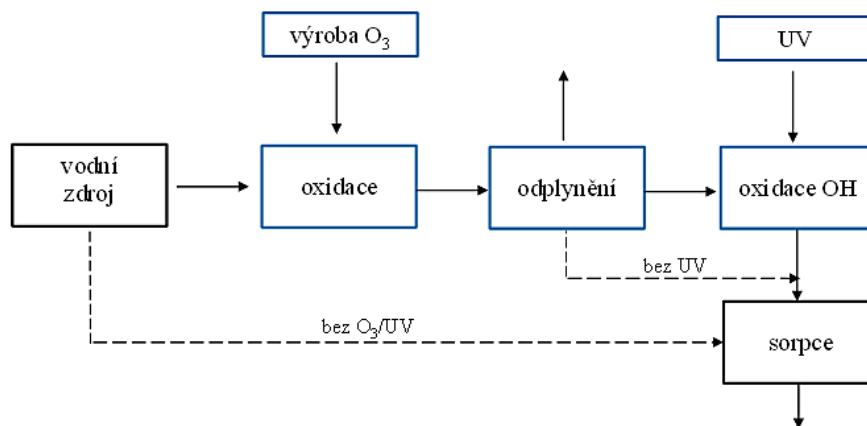 výroba O₃
UV
vodní
zdroj
oxidace
odplynění
oxidace OH
bez UV
bez O₃/UV
sorpce